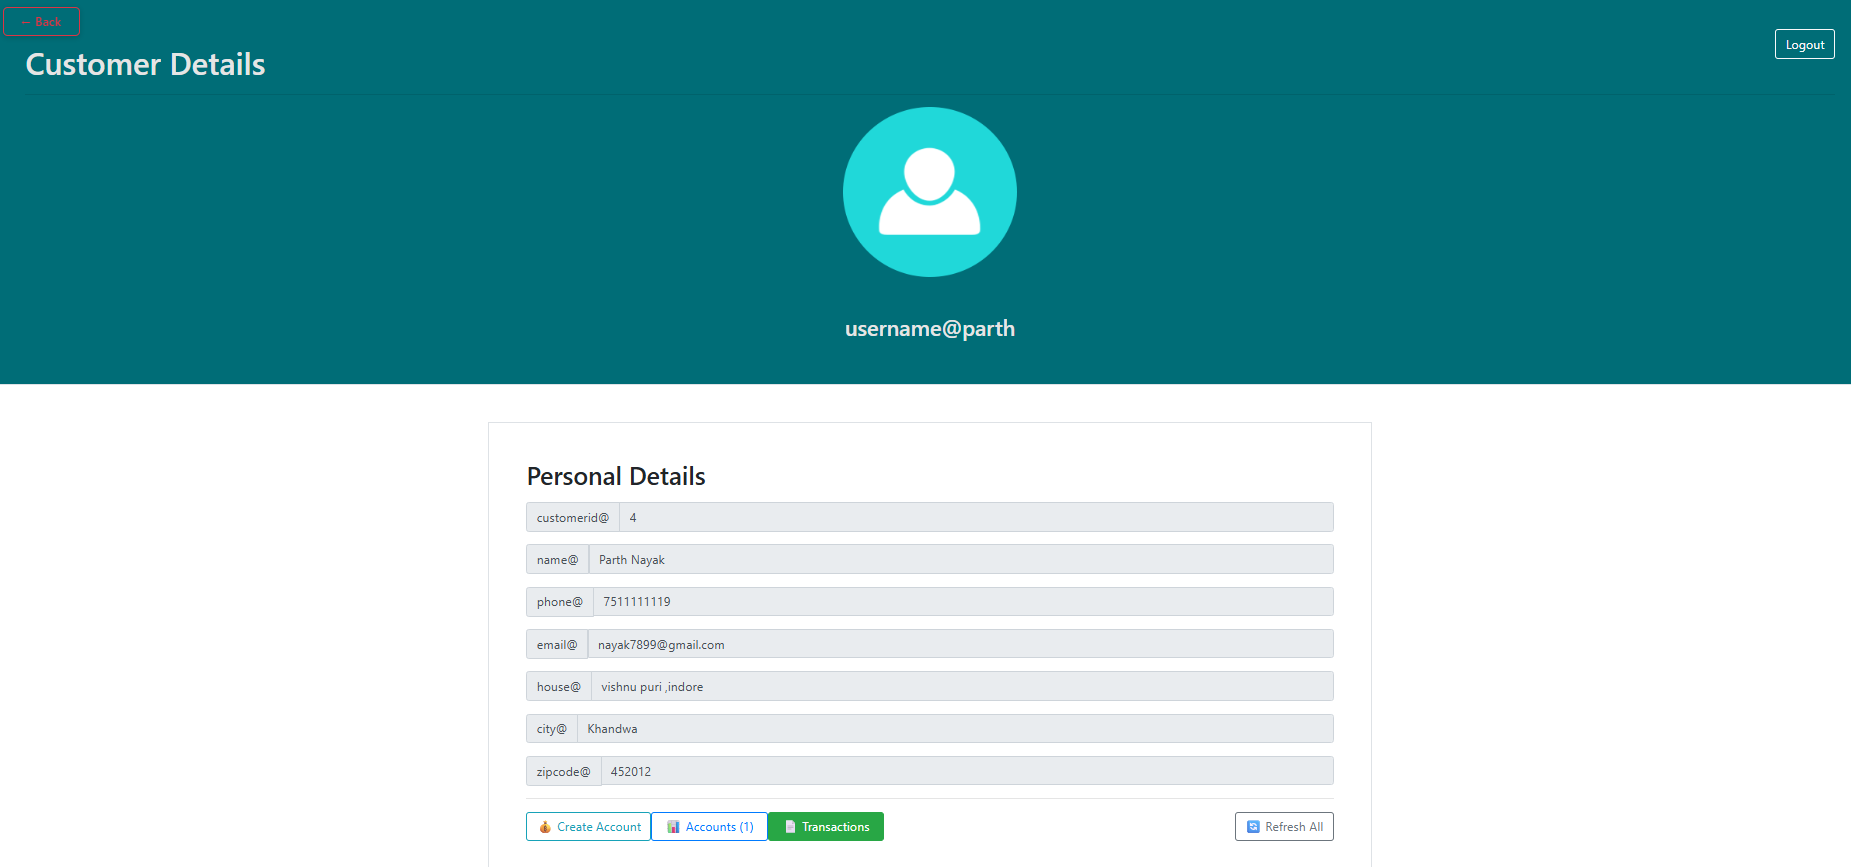 ← Back
Customer Details
Logout
username@parth
Personal Details
customerid@ 4
name@ Parth Nayak
phone@ 7511111119
email@ nayak7899@gmail.com
house@ vishnu puri ,indore
city@ Khandwa
zipcode@ 452012
Create Account Accounts (1) Transactions Refresh All